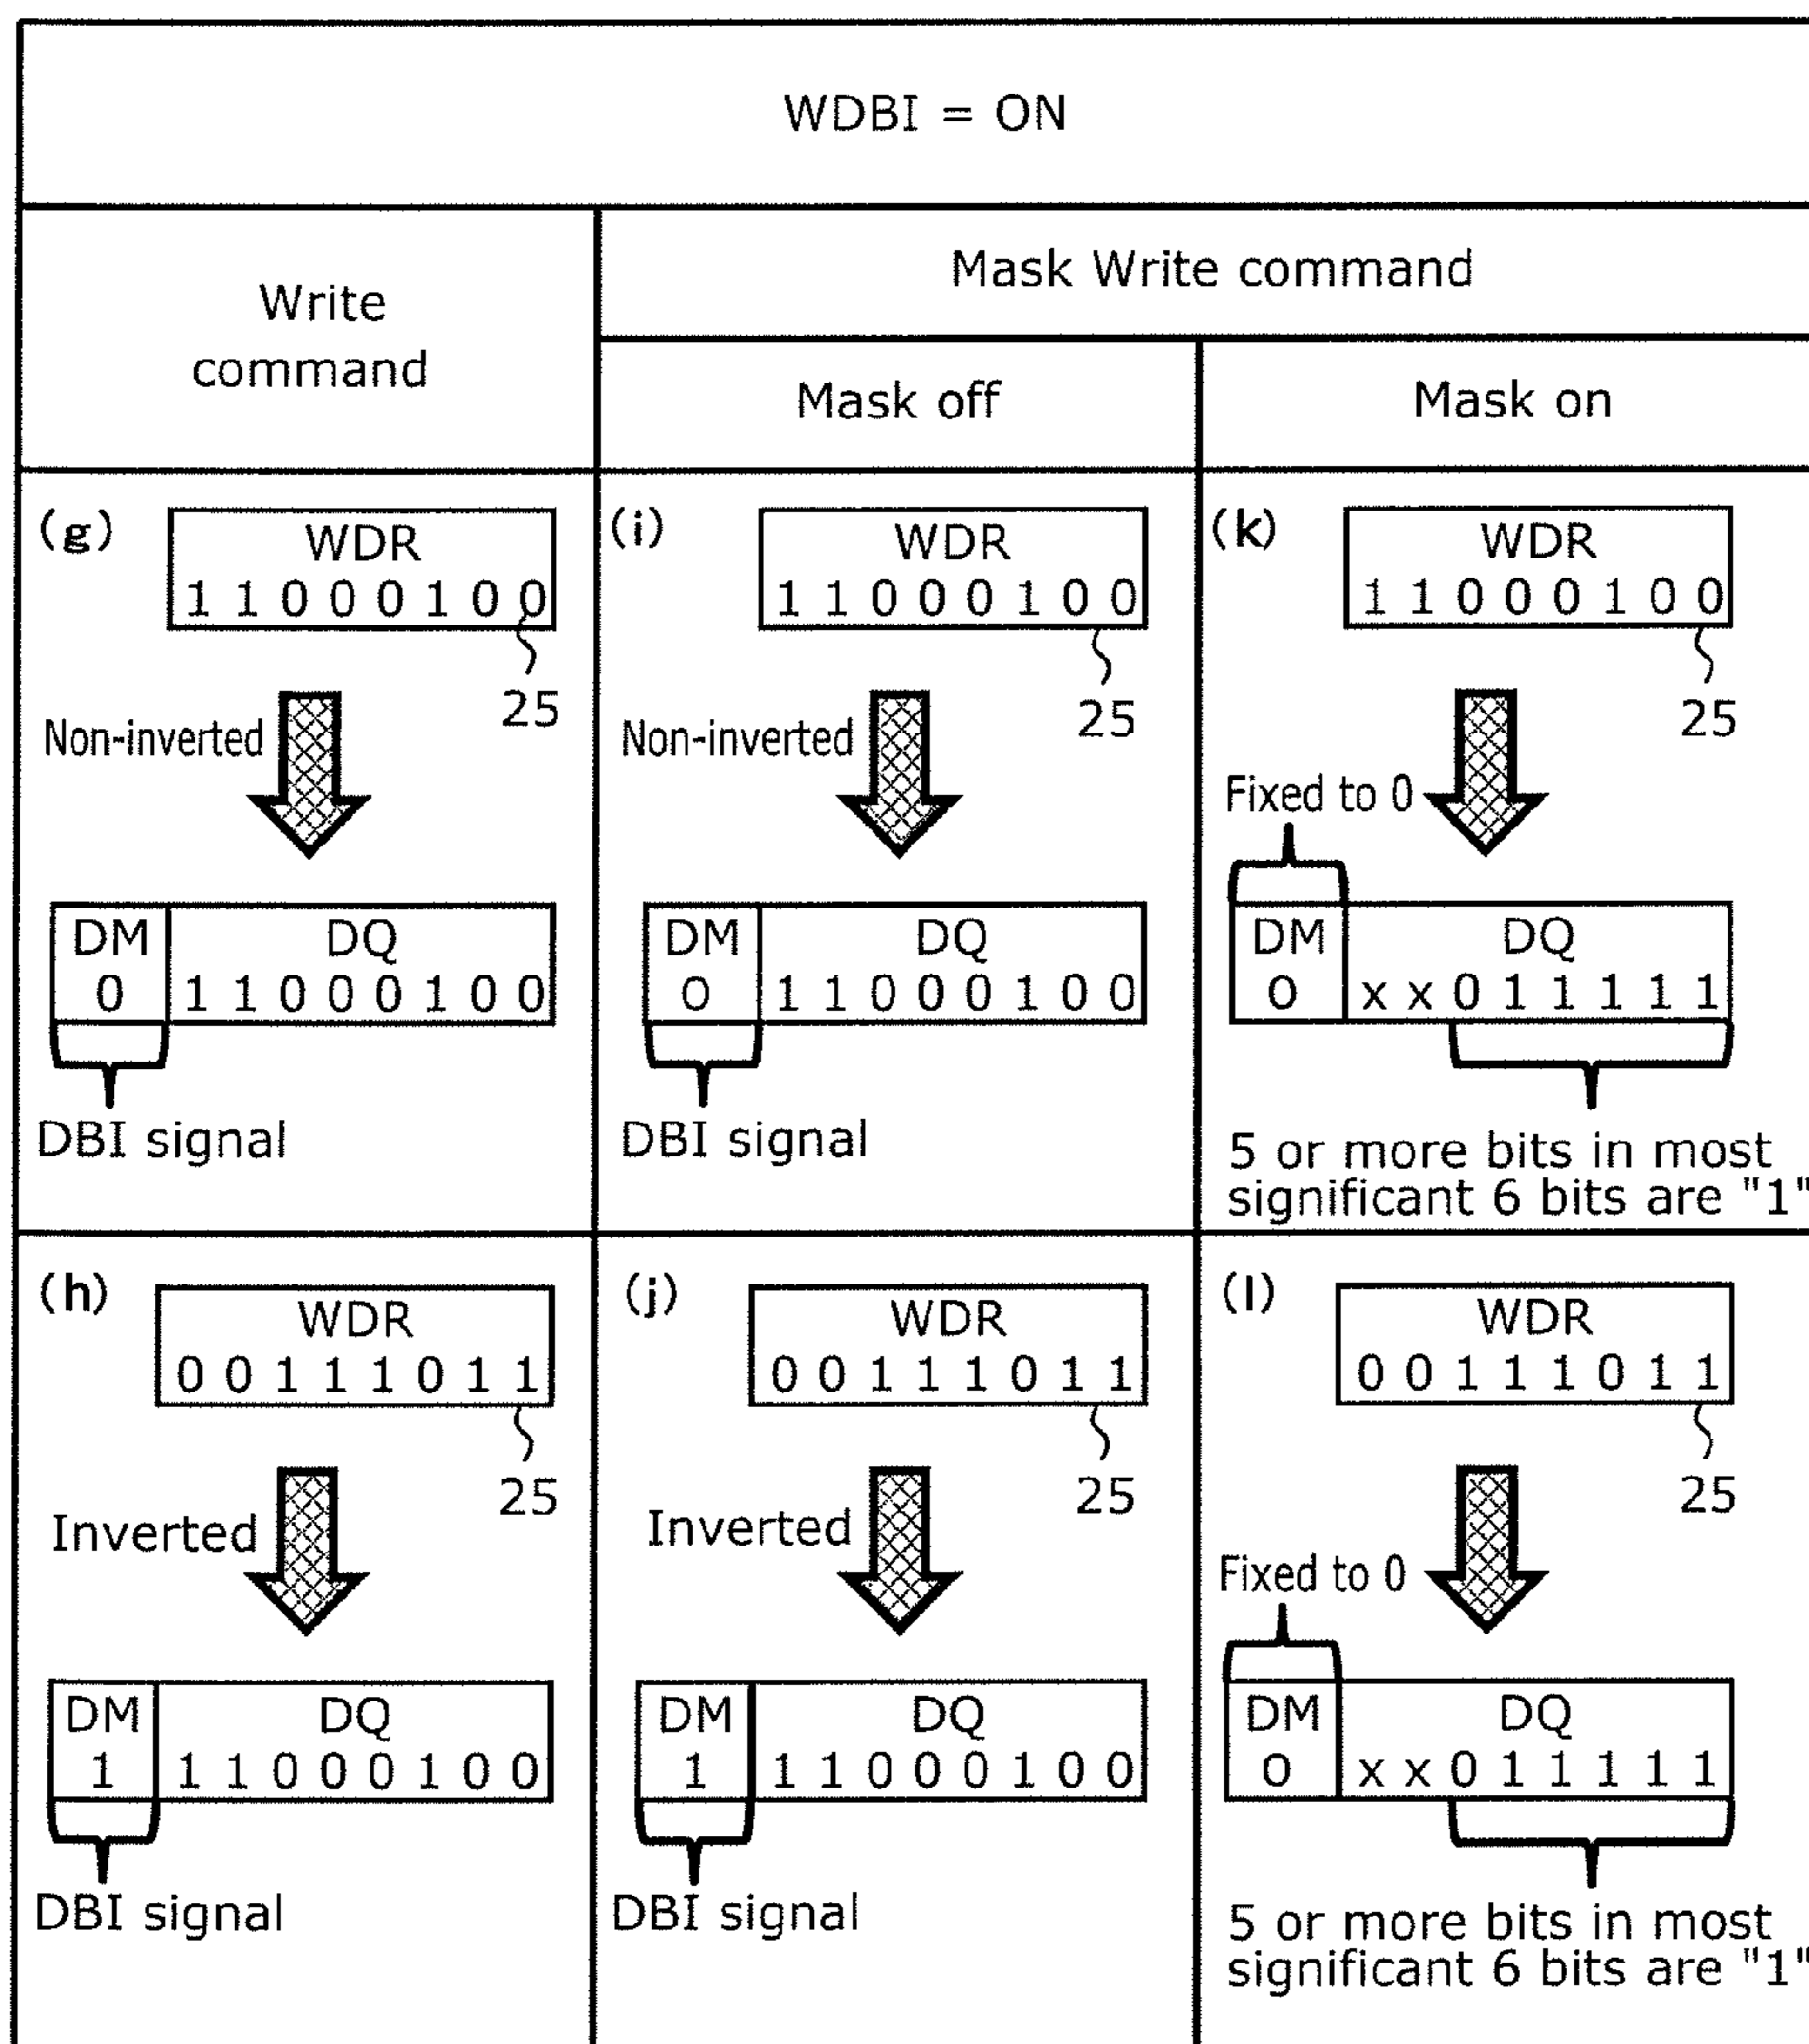 WDBI = ON
Write
command
Mask Write command
Mask off
Mask on
(g)
WDR
1 1 0 0 0 1 0 0
25
Non-inverted
DM
0
DQ
1 1 0 0 0 1 0 0
DBI signal
(i)
WDR
1 1 0 0 0 1 0 0
25
Non-inverted
DM
0
DQ
1 1 0 0 0 1 0 0
DBI signal
(k)
WDR
1 1 0 0 0 1 0 0
25
Fixed to 0
DM
0
DQ
x x 0 1 1 1 1 1
5 or more bits in most
significant 6 bits are "1"
(h)
WDR
0 0 1 1 1 0 1 1
25
Inverted
DM
1
DQ
1 1 0 0 0 1 0 0
DBI signal
(j)
WDR
0 0 1 1 1 0 1 1
25
Inverted
DM
1
DQ
1 1 0 0 0 1 0 0
DBI signal
(l)
WDR
0 0 1 1 1 0 1 1
25
Fixed to 0
DM
0
DQ
x x 0 1 1 1 1 1
5 or more bits in most
significant 6 bits are "1"